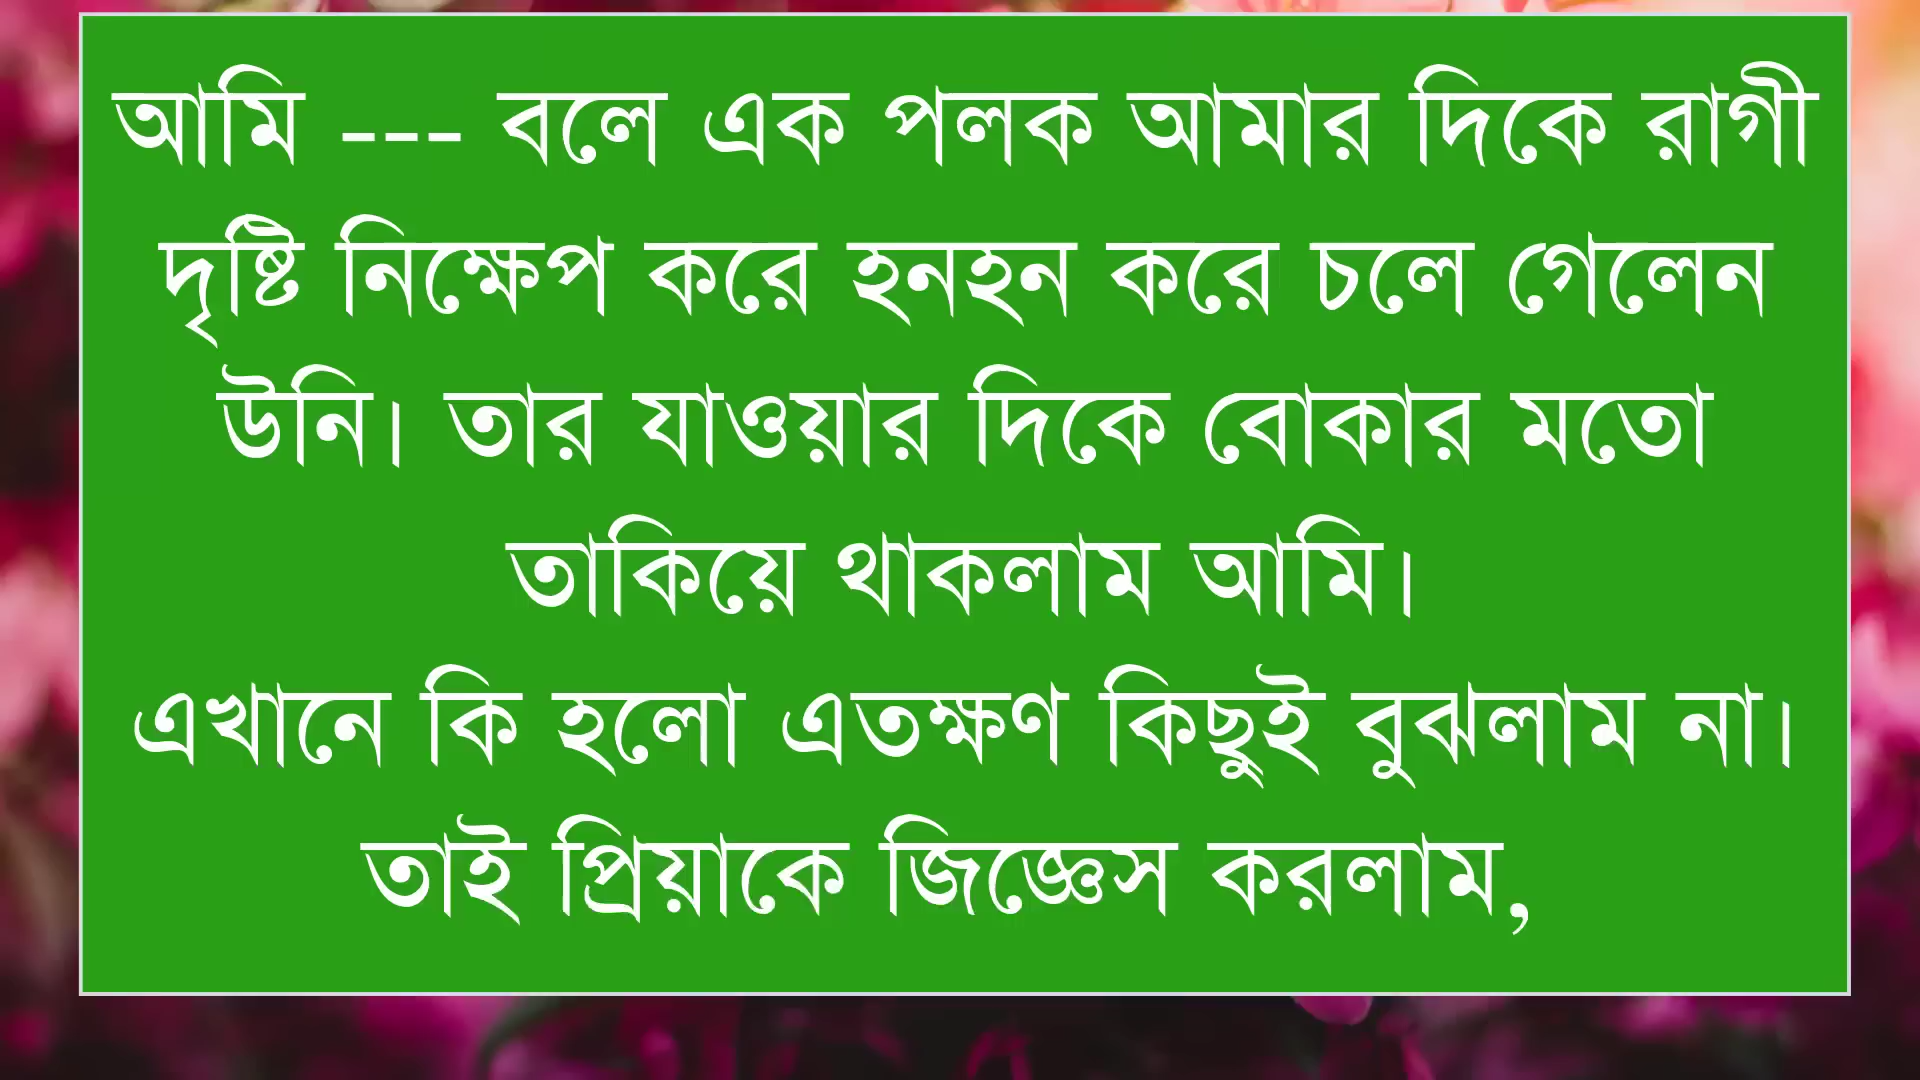 আমি --- বলে এক পলক আমার দিকে রাগী
দৃষ্টি নিক্ষেপ করে হনহন করে চলে গেলেন
উনি। তার যাওয়ার দিকে বোকার মতো
তাকিয়ে থাকলাম আমি।
এখানে কি হলো এতক্ষণ কিছুই বুঝলাম না।
তাই প্রিয়াকে জিজ্ঞেস করলাম,